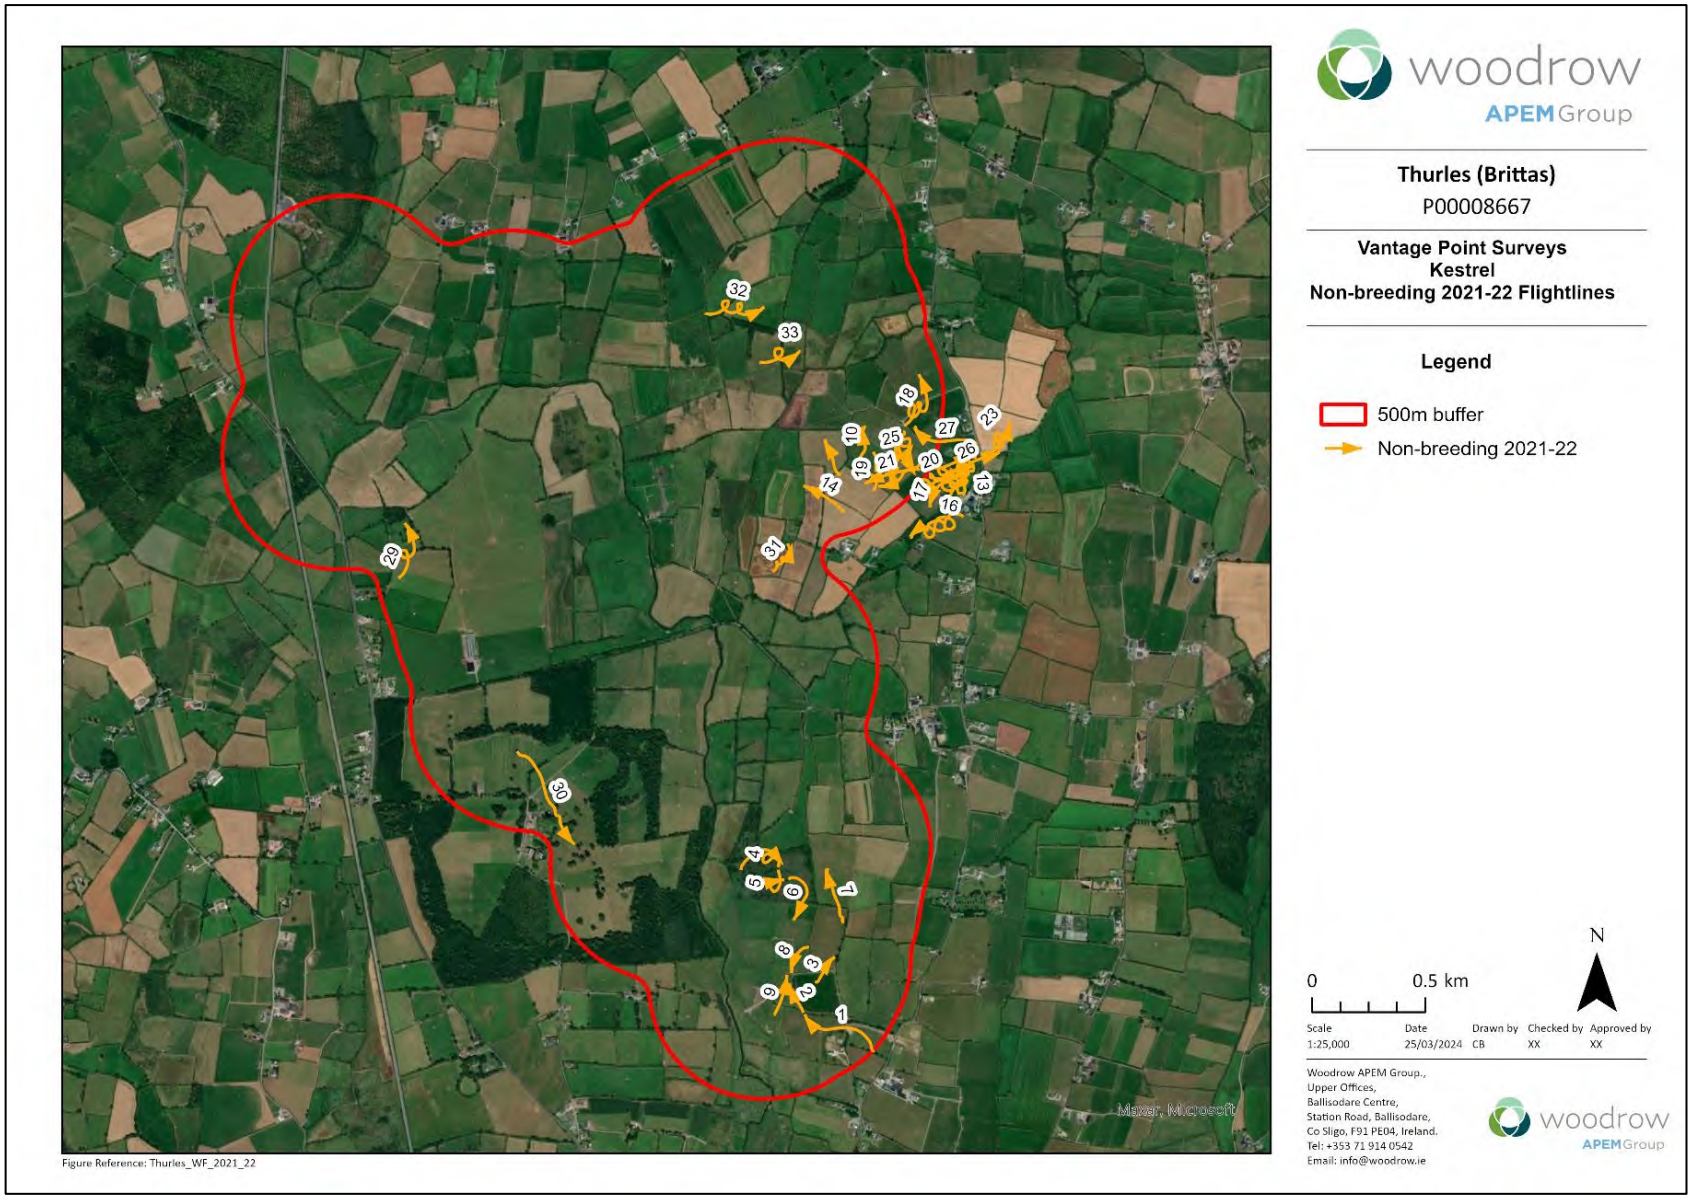 woodrow
APEM Group
Thurles (Brittas)
P00008667
Vantage Point Surveys
Kestrel
Non-breeding 2021-22 Flightlines
Legend
500m buffer
Non-breeding 2021-22
32
33
18
23
10
25
27
19
21
20
26
14
17
13
16
31
29
30
4
5
6
7
8
3
9
2
1
Maxar, Microsoft
N
0 0.5 km
Scale Date Drawn by Checked by Approved by
1:25,000 25/03/2024 CB XX XX
Woodrow APEM Group.,
Upper Offices,
Ballisodare Centre,
Station Road, Ballisodare,
Co Sligo, F91 PE04, Ireland.
Tel: +353 71 914 0542
Email: info@woodrow.ie
woodrow
APEM Group
Figure Reference: Thurles_WF_2021_22